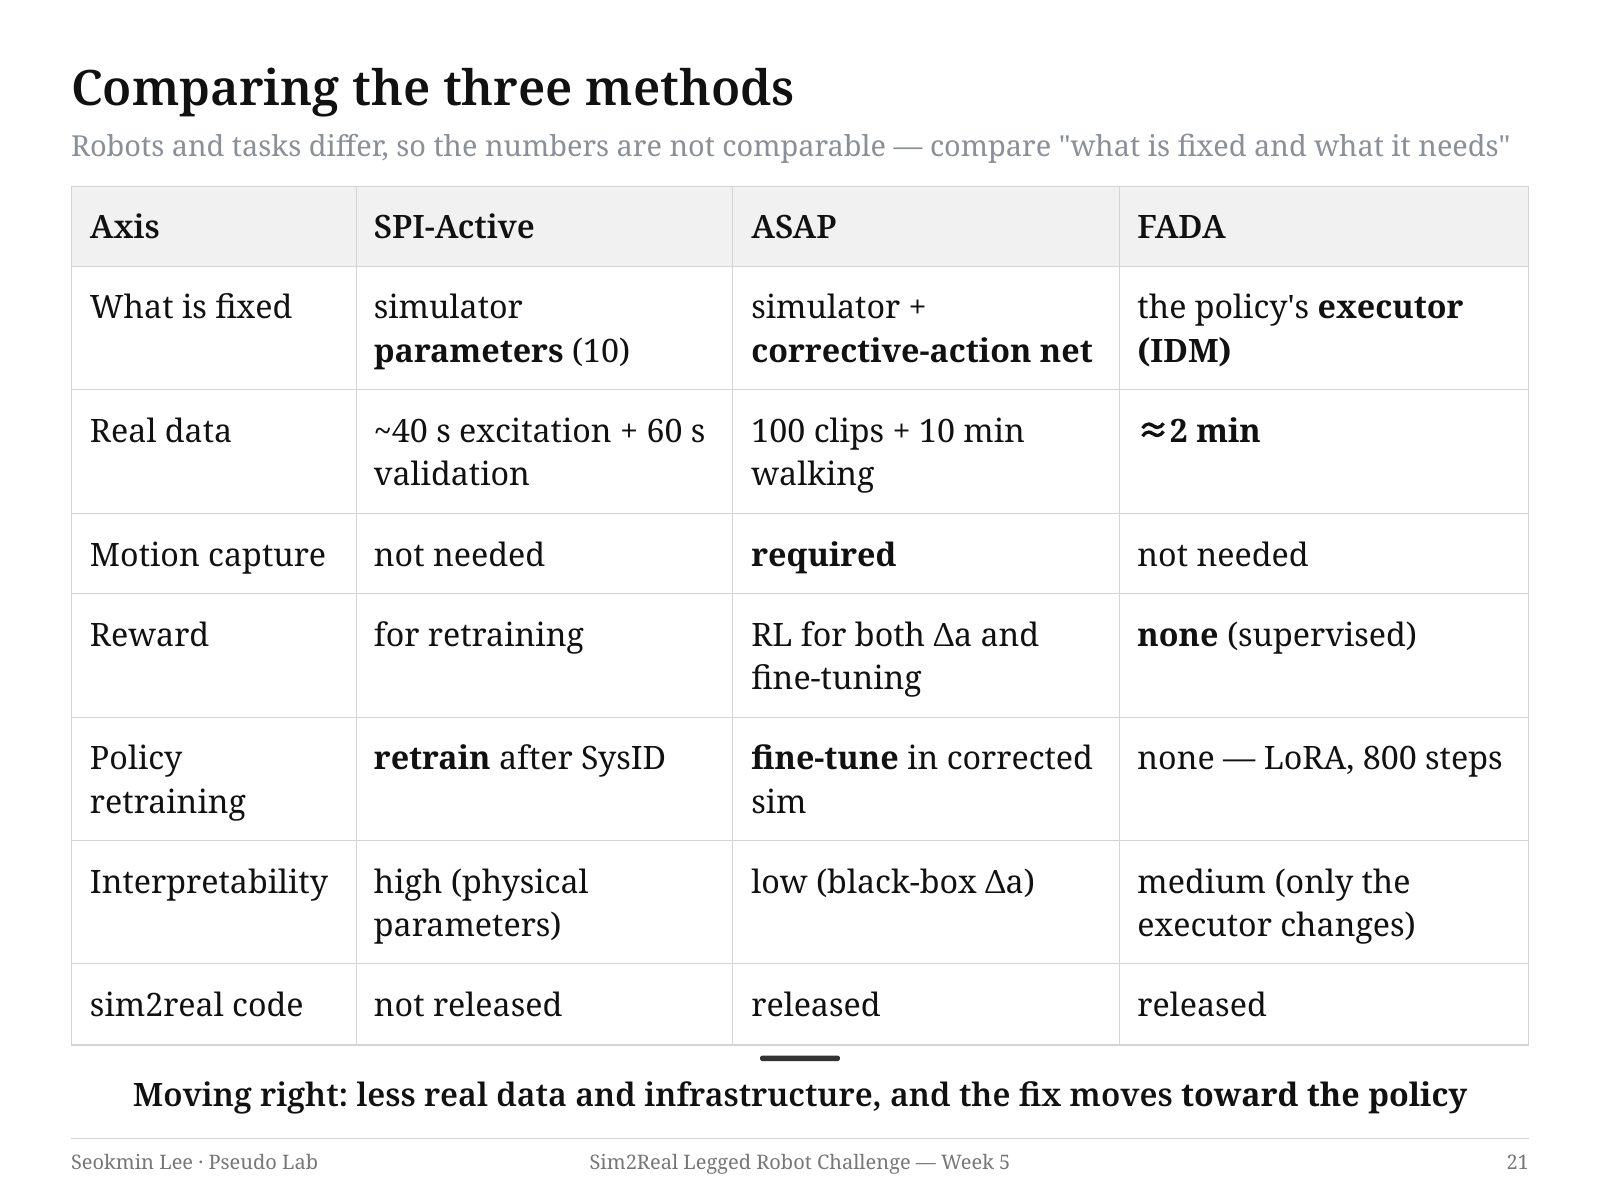 Comparing the three methods
Robots and tasks differ, so the numbers are not comparable — compare "what is fixed and what it needs"
Axis
SPI-Active
ASAP
FADA
What is fixed
simulator
parameters (10)
simulator +
corrective-action net
the policy's executor
(IDM)
Real data
~40 s excitation + 60 s
validation
100 clips + 10 min
walking
≈2 min
Motion capture
not needed
required
not needed
Reward
for retraining
RL for both Δa and
fine-tuning
none (supervised)
Policy
retraining
retrain after SysID
fine-tune in corrected
sim
none — LoRA, 800 steps
Interpretability
high (physical
parameters)
low (black-box Δa)
medium (only the
executor changes)
sim2real code
not released
released
released
Moving right: less real data and infrastructure, and the fix moves toward the policy
Seokmin Lee · Pseudo Lab
Sim2Real Legged Robot Challenge — Week 5
21